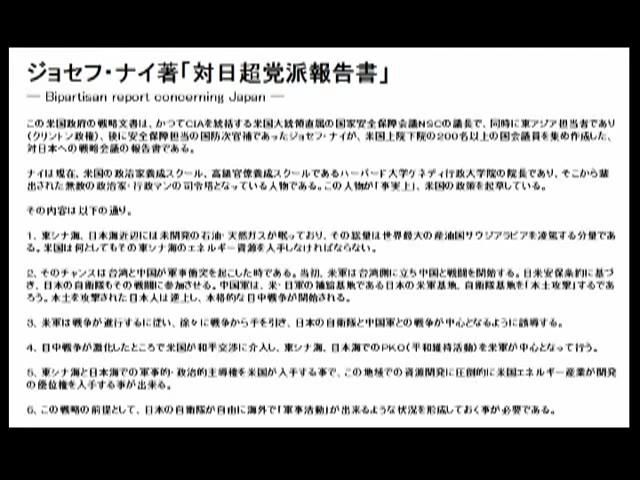 ジョセフ・ナイ著「対日超党派報告書」
― Bipartisan report concerning Japan ―
この米国政府の戦略文書は、かつてCIAを統括する米国大統領直属の国家安全保障会議NSCの議長で、同時に東アジア担当者であり
(クリントン政権)、後に安全保障担当の国防次官補であったジョセフ・ナイが、米国上院下院の200名以上の国会議員を集め作成した、
対日本への戦略会議の報告書である。
ナイは現在、米国の政治家養成スクール、高級官僚養成スクールであるハーバード大学ケネディ行政大学院の院長であり、そこから輩
出された無数の政治家・行政マンの司令塔となっている人物である。この人物が「事実上」、米国の政策を起草している。
その内容は以下の通り。
1、東シナ海、日本海近辺には未開発の石油・天然ガスが眠っており、その総量は世界最大の産油国サウジアラビアを凌駕する分量であ
る。米国は何としてもその東シナ海のエネルギー資源を入手しなければならない。
2、そのチャンスは台湾と中国が軍事衝突を起こした時である。当初、米軍は台湾側に立ち中国と戦闘を開始する。日米安保条約に基づ
き、日本の自衛隊もその戦闘に参加させる。中国軍は、米・日軍の補給基地である日本の米軍基地、自衛隊基地を「本土攻撃」するであ
ろう。本土を攻撃された日本人は逆上し、本格的な日中戦争が開始される。
3、米軍は戦争が進行するに従い、徐々に戦争から手を引き、日本の自衛隊と中国軍との戦争が中心となるように誘導する。
4、日中戦争が激化したところで米国が和平交渉に介入し、東シナ海、日本海でのPKO(平和維持活動)を米軍が中心となって行う。
5、東シナ海と日本海での軍事的・政治的主導権を米国が入手する事で、この地域での資源開発に圧倒的に米国エネルギー産業が開発
の優位権を入手する事が出来る。
6、この戦略の前提として、日本の自衛隊が自由に海外で「軍事活動」が出来るような状況を形成しておく事が必要である。